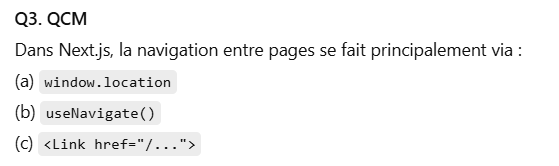 Q3. QCM
Dans Next.js, la navigation entre pages se fait principalement via :
(a) window.location
(b) useNavigate()
(c) <Link href="/...">